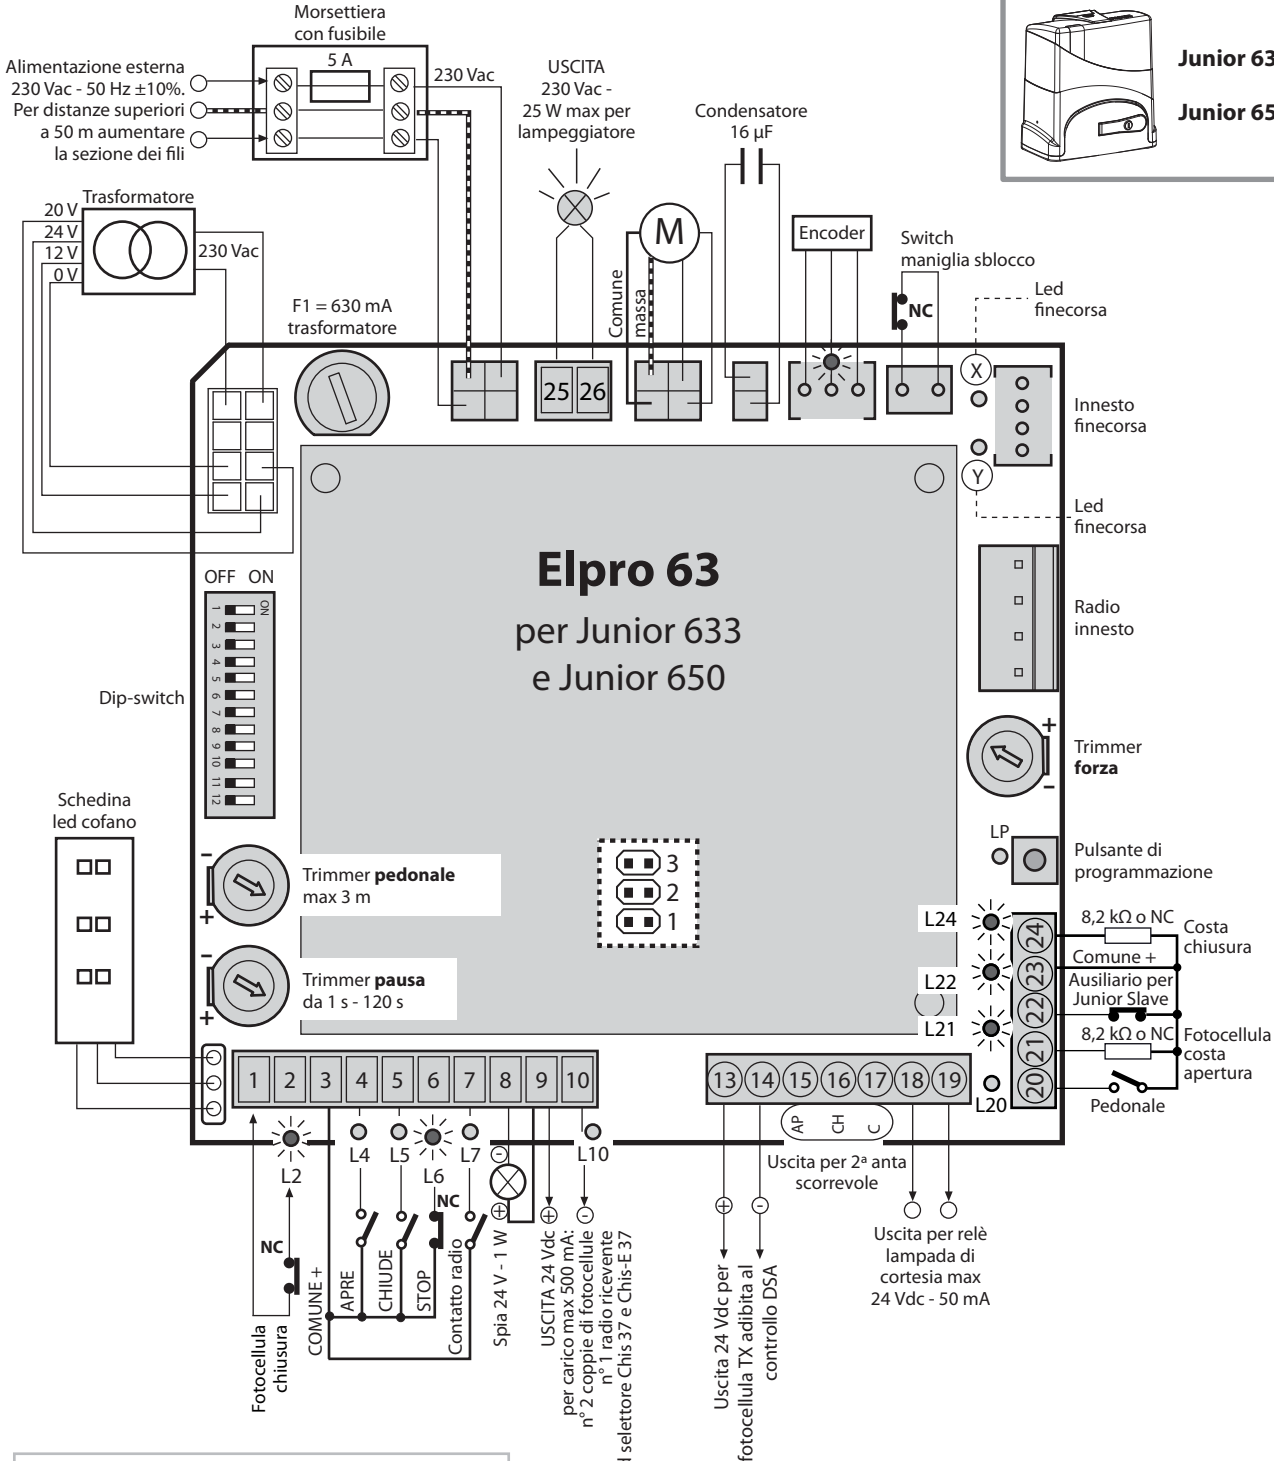 Morsettiera
con fusibile
5 A
Alimentazione esterna
230 Vac - 50 Hz ±10%.
Per distanze superiori
a 50 m aumentare
la sezione dei fili
230 Vac
USCITA
230 Vac -
25 W max per
lampeggiatore
Condensatore
16 µF
Junior 63
Junior 65
Trasformatore
20 V
24 V
12 V
0 V
230 Vac
F1 = 630 mA
trasformatore
Comune
massa
M
Encoder
Switch
maniglia sblocco
NC
Led
finecorsa
X
25 26
Innesto
finecorsa
Y
Led
finecorsa
Elpro 63
per Junior 633
e Junior 650
OFF ON
ON
1
2
3
4
5
6
7
8
9
10
11
12
Dip-switch
Radio
innesto
+
Trimmer
forza
-
Schedina
led cofano
-
Trimmer pedonale
max 3 m
+
-
Trimmer pausa
da 1 s - 120 s
+
3
2
1
LP
Pulsante di
programmazione
L24
L22
L21
L20
24
23
22
21
20
8,2 kΩ o NC
Costa
chiusura
Comune +
Ausiliario per
Junior Slave
8,2 kΩ o NC
Fotocellula
costa
apertura
Pedonale
1 2 3 4 5 6 7 8 9 10
13 14 15 16 17 18 19
AP
CH
C
L2
L4
L5
L6
L7
L10
NC
NC
Fotocellula
chiusura
COMUNE +
APRE
CHIUDE
STOP
Contatto radio
-
+
Spia 24 V - 1 W
+
-
USCITA 24 Vdc
per carico max 500 mA:
n° 2 coppie di fotocellule
n° 1 radio ricevente
d selettore Chis 37 e Chis-E 37
+
-
Uscita 24 Vdc per
fotocellula TX adibita al
controllo DSA
Uscita per 2ª anta
scorrevole
Uscita per relè
lampada di
cortesia max
24 Vdc - 50 mA